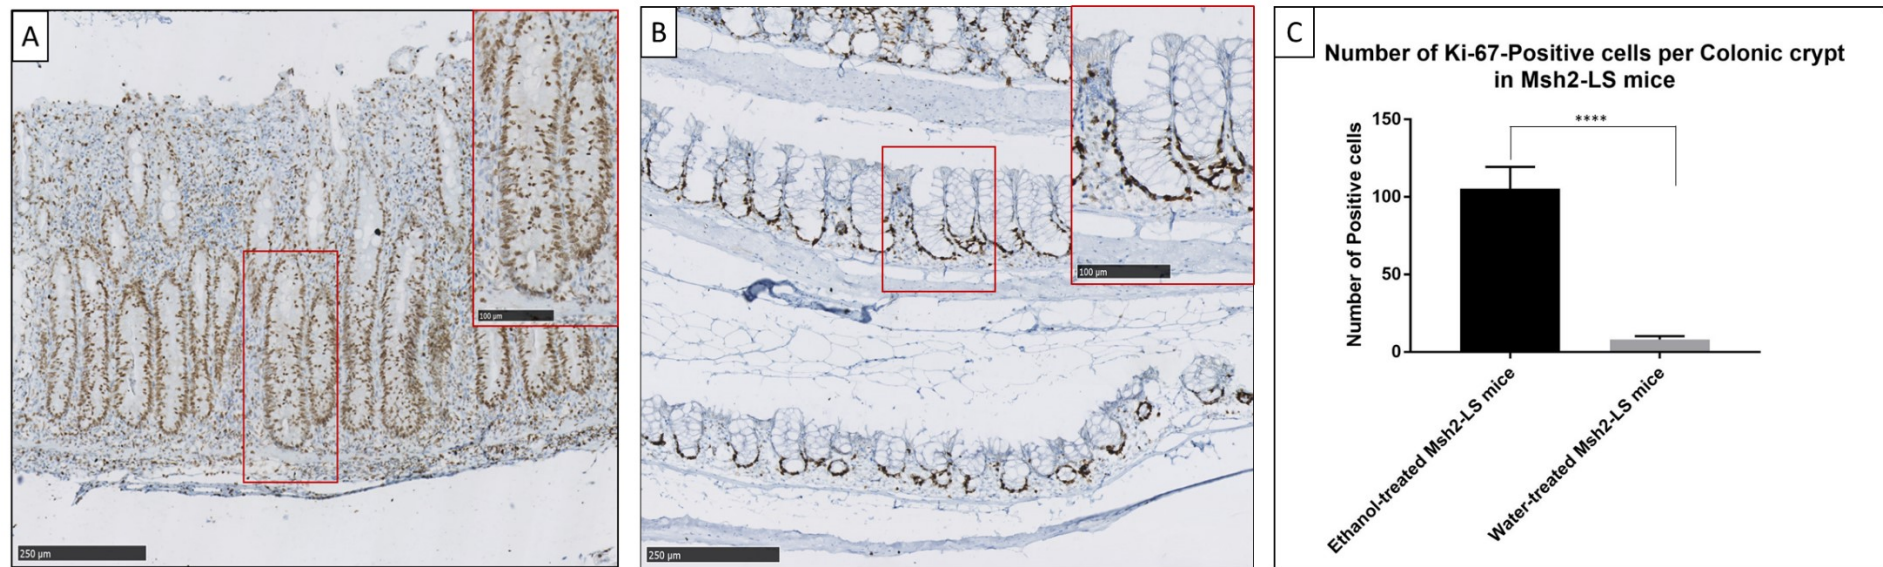 A
100 µm
250 µm
B
100 µm
250 µm
C
Number of Ki-67-Positive cells per Colonic crypt
in Msh2-LS mice
Number of Positive cells
150
100
50
0
****
Ethanol-treated Msh2-LS mice
Water-treated Msh2-LS mice